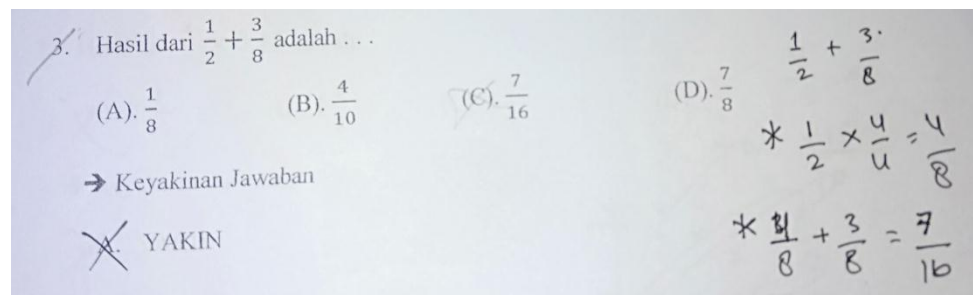 3. Hasil dari 1/2 + 3/8 adalah . . .
(A). 1/8 (B). 4/10 (C). 7/16 (D). 7/8
→ Keyakinan Jawaban
A. YAKIN
1/2 + 3/8
* 1/2 × 4/4 = 4/8
* 4/8 + 3/8 = 7/16